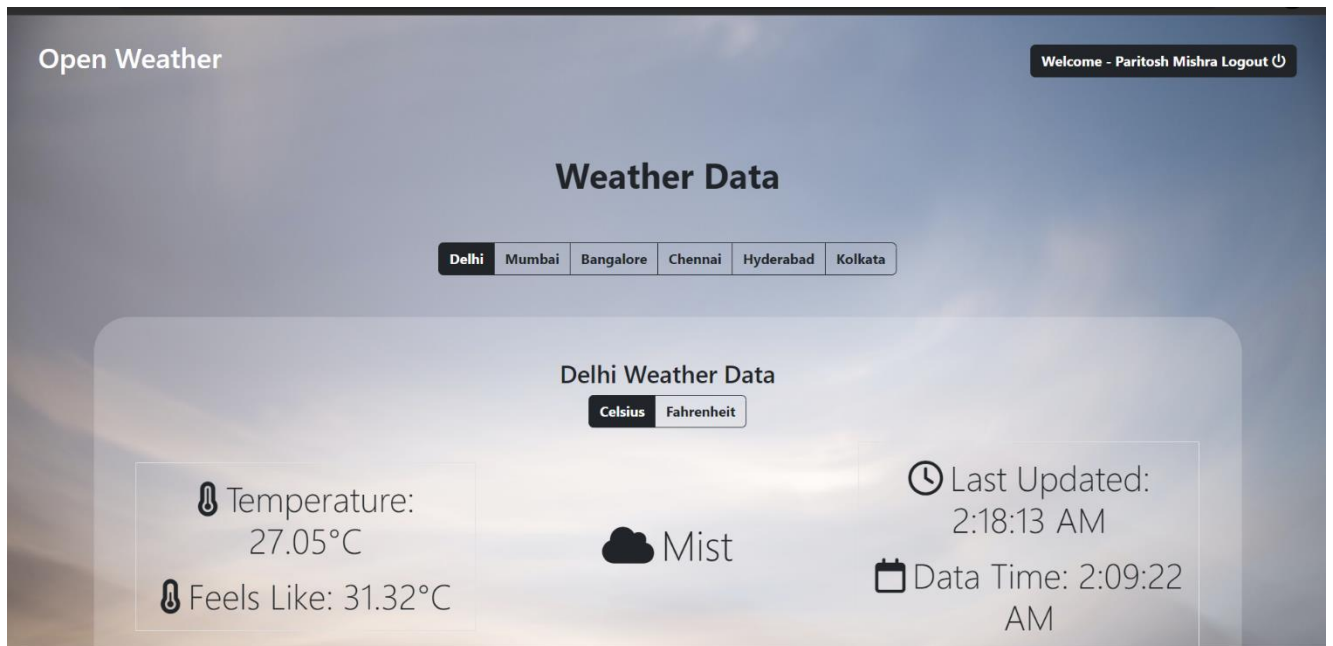 Open Weather
Welcome - Paritosh Mishra Logout
Weather Data
Delhi Mumbai Bangalore Chennai Hyderabad Kolkata
Delhi Weather Data
Celsius Fahrenheit
Temperature:
27.05°C
Feels Like: 31.32°C
Mist
Last Updated:
2:18:13 AM
Data Time: 2:09:22
AM